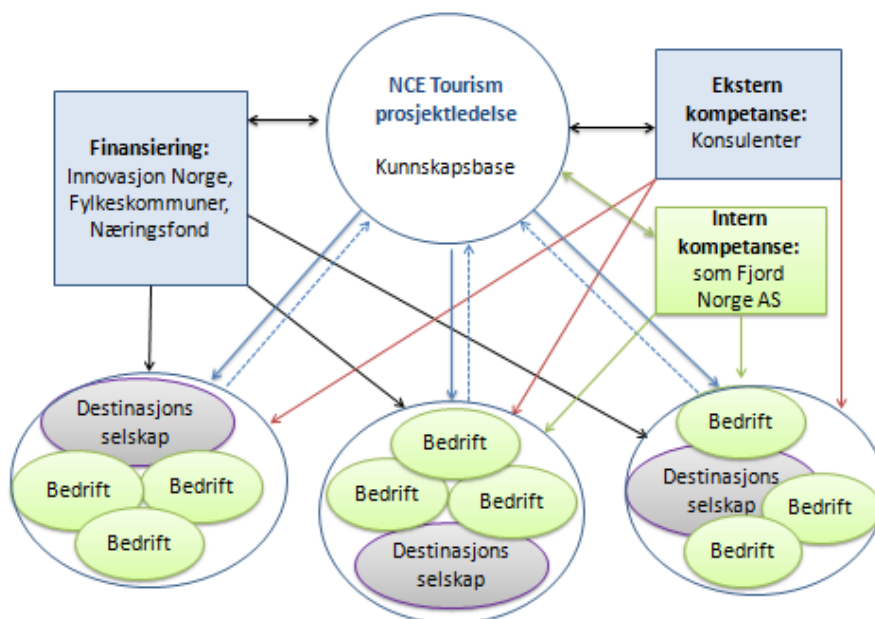 NCE Tourism
prosjektledelse
Kunnskapsbase
Finansiering:
Innovasjon Norge,
Fylkeskommuner,
Næringsfond
Ekstern
kompetanse:
Konsulenter
Intern
kompetanse:
som Fjord
Norge AS
Destinasjons
selskap
Bedrift
Bedrift
Bedrift
Bedrift
Bedrift
Bedrift
Destinasjons
selskap
Bedrift
Destinasjons
selskap
Bedrift
Bedrift